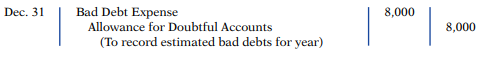 Dec. 31 Bad Debt Expense 8,000
Allowance for Doubtful Accounts 8,000
(To record estimated bad debts for year)